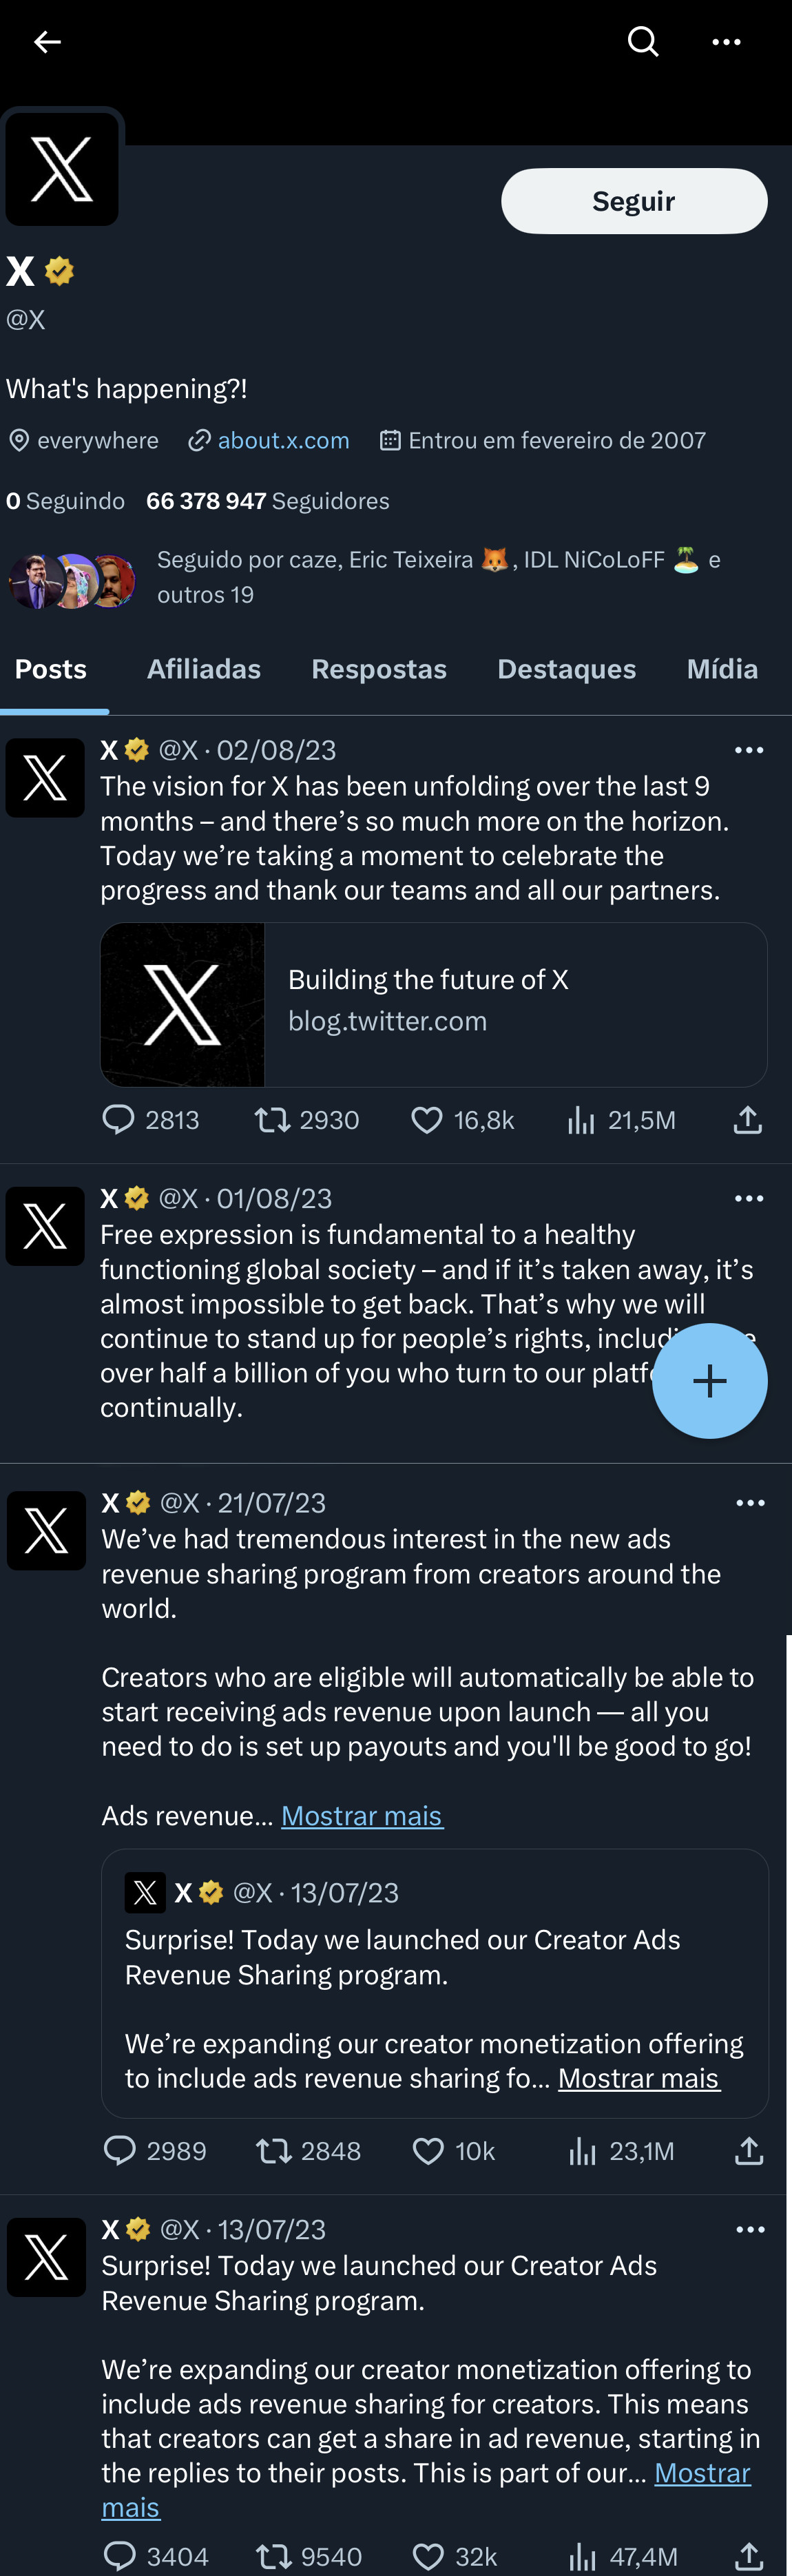 Seguir
X
@X
What's happening?!
everywhere about.x.com Entrou em fevereiro de 2007
0 Seguindo 66 378 947 Seguidores
Seguido por caze, Eric Teixeira 🦊, IDL NiCoLoFF 🏝️ e
outros 19
Posts Afiliadas Respostas Destaques Mídia
X @X · 02/08/23
The vision for X has been unfolding over the last 9
months – and there’s so much more on the horizon.
Today we’re taking a moment to celebrate the
progress and thank our teams and all our partners.
Building the future of X
blog.twitter.com
2813 2930 16,8k 21,5M
X @X · 01/08/23
Free expression is fundamental to a healthy
functioning global society – and if it’s taken away, it’s
almost impossible to get back. That’s why we will
continue to stand up for people’s rights,
over half a billion of you who turn to our
continually.
X @X · 21/07/23
We’ve had tremendous interest in the new ads
revenue sharing program from creators around the
world.
Creators who are eligible will automatically be able to
start receiving ads revenue upon launch — all you
need to do is set up payouts and you'll be good to go!
Ads revenue... Mostrar mais
X @X · 13/07/23
Surprise! Today we launched our Creator Ads
Revenue Sharing program.
We’re expanding our creator monetization offering
to include ads revenue sharing fo... Mostrar mais
2989 2848 10k 23,1M
X @X · 13/07/23
Surprise! Today we launched our Creator Ads
Revenue Sharing program.
We’re expanding our creator monetization offering to
include ads revenue sharing for creators. This means
that creators can get a share in ad revenue, starting in
the replies to their posts. This is part of our... Mostrar
mais
3404 9540 32k 47,4M